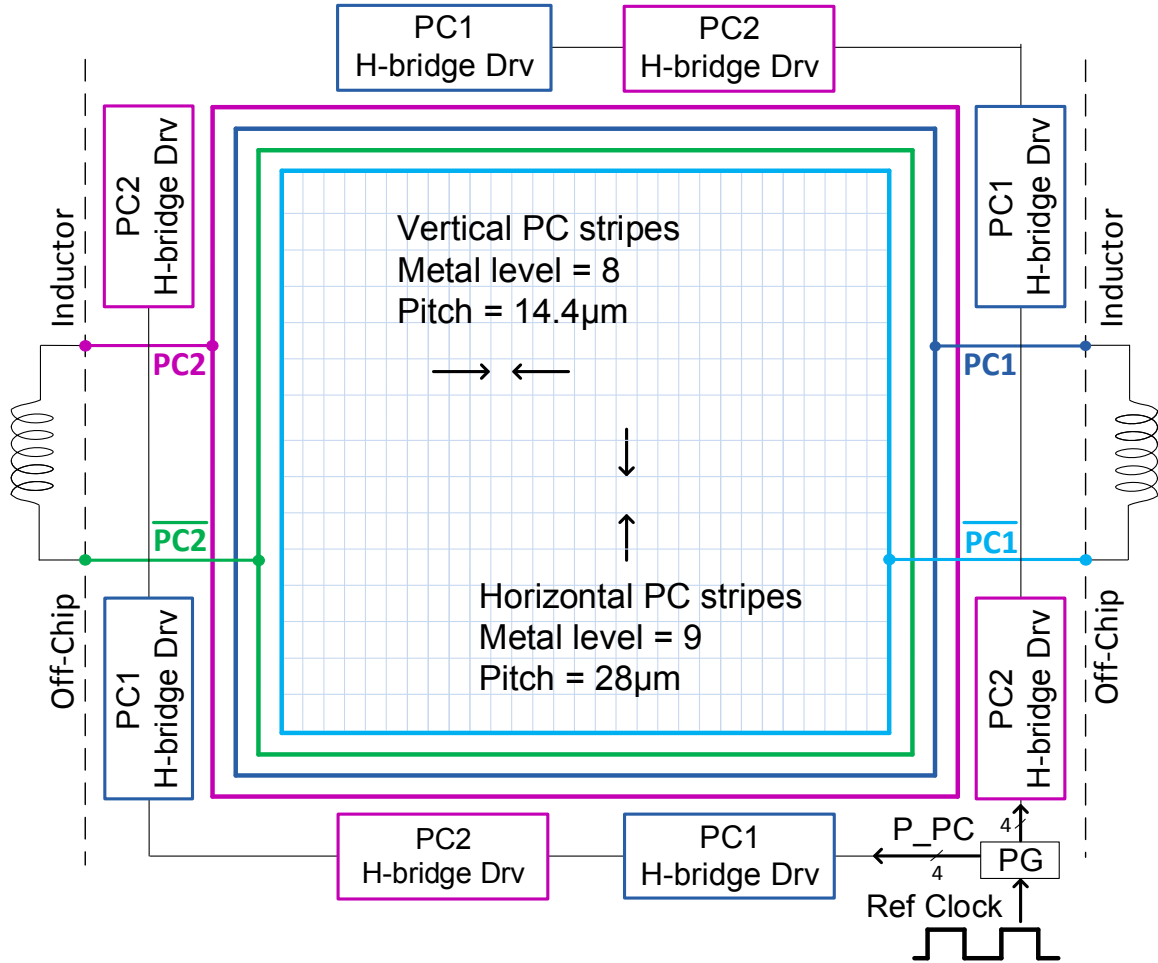 PC1
H-bridge Drv
PC2
H-bridge Drv
PC2
H-bridge Drv
PC1
H-bridge Drv
Inductor
Inductor
Vertical PC stripes
Metal level = 8
Pitch = 14.4µm
PC2
PC1
P̅C̅2̅
P̅C̅1̅
Horizontal PC stripes
Metal level = 9
Pitch = 28µm
Off-Chip
Off-Chip
PC1
H-bridge Drv
PC2
H-bridge Drv
PC2
H-bridge Drv
PC1
H-bridge Drv
P_PC
4
4
PG
Ref Clock